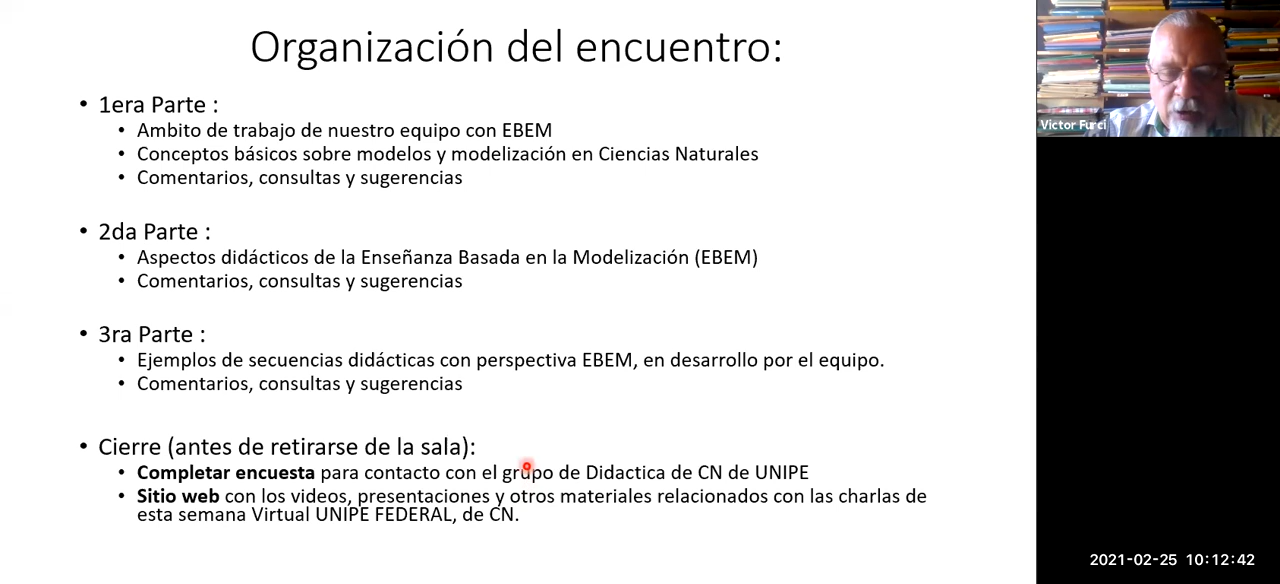 Organización del encuentro:
• 1era Parte :
• Ambito de trabajo de nuestro equipo con EBEM
• Conceptos básicos sobre modelos y modelización en Ciencias Naturales
• Comentarios, consultas y sugerencias
• 2da Parte :
• Aspectos didácticos de la Enseñanza Basada en la Modelización (EBEM)
• Comentarios, consultas y sugerencias
• 3ra Parte :
• Ejemplos de secuencias didácticas con perspectiva EBEM, en desarrollo por el equipo.
• Comentarios, consultas y sugerencias
• Cierre (antes de retirarse de la sala):
• Completar encuesta para contacto con el grupo de Didactica de CN de UNIPE
• Sitio web con los videos, presentaciones y otros materiales relacionados con las charlas de
esta semana Virtual UNIPE FEDERAL, de CN.
Victor Furci
2021-02-25 10:12:42